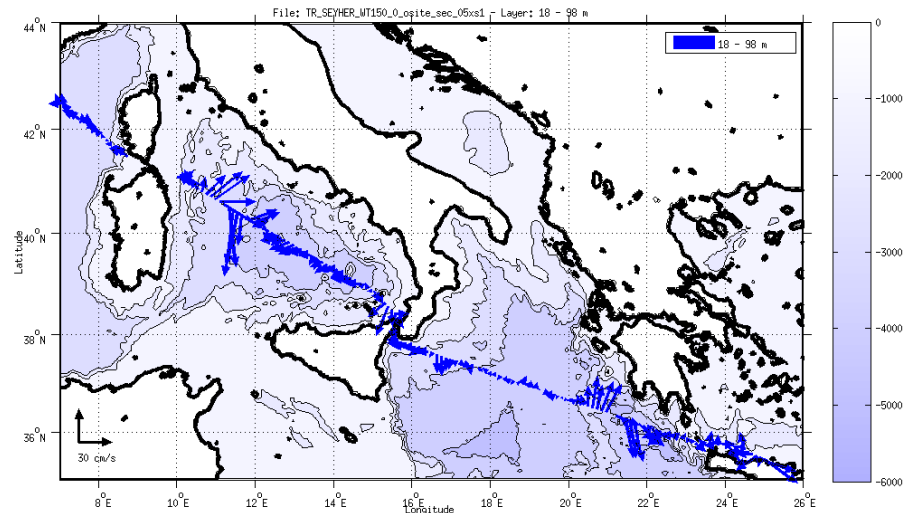 File: TR_SEYHER_WT150_0_osite_sec_05xs1 - Layer: 18 - 98 m
18 - 98 m
44°N
42°N
40°N
38°N
36°N
Latitude
30 cm/s
8°E 10°E 12°E 14°E 16°E 18°E 20°E 22°E 24°E 26°E
Longitude
0
-1000
-2000
-3000
-4000
-5000
-6000